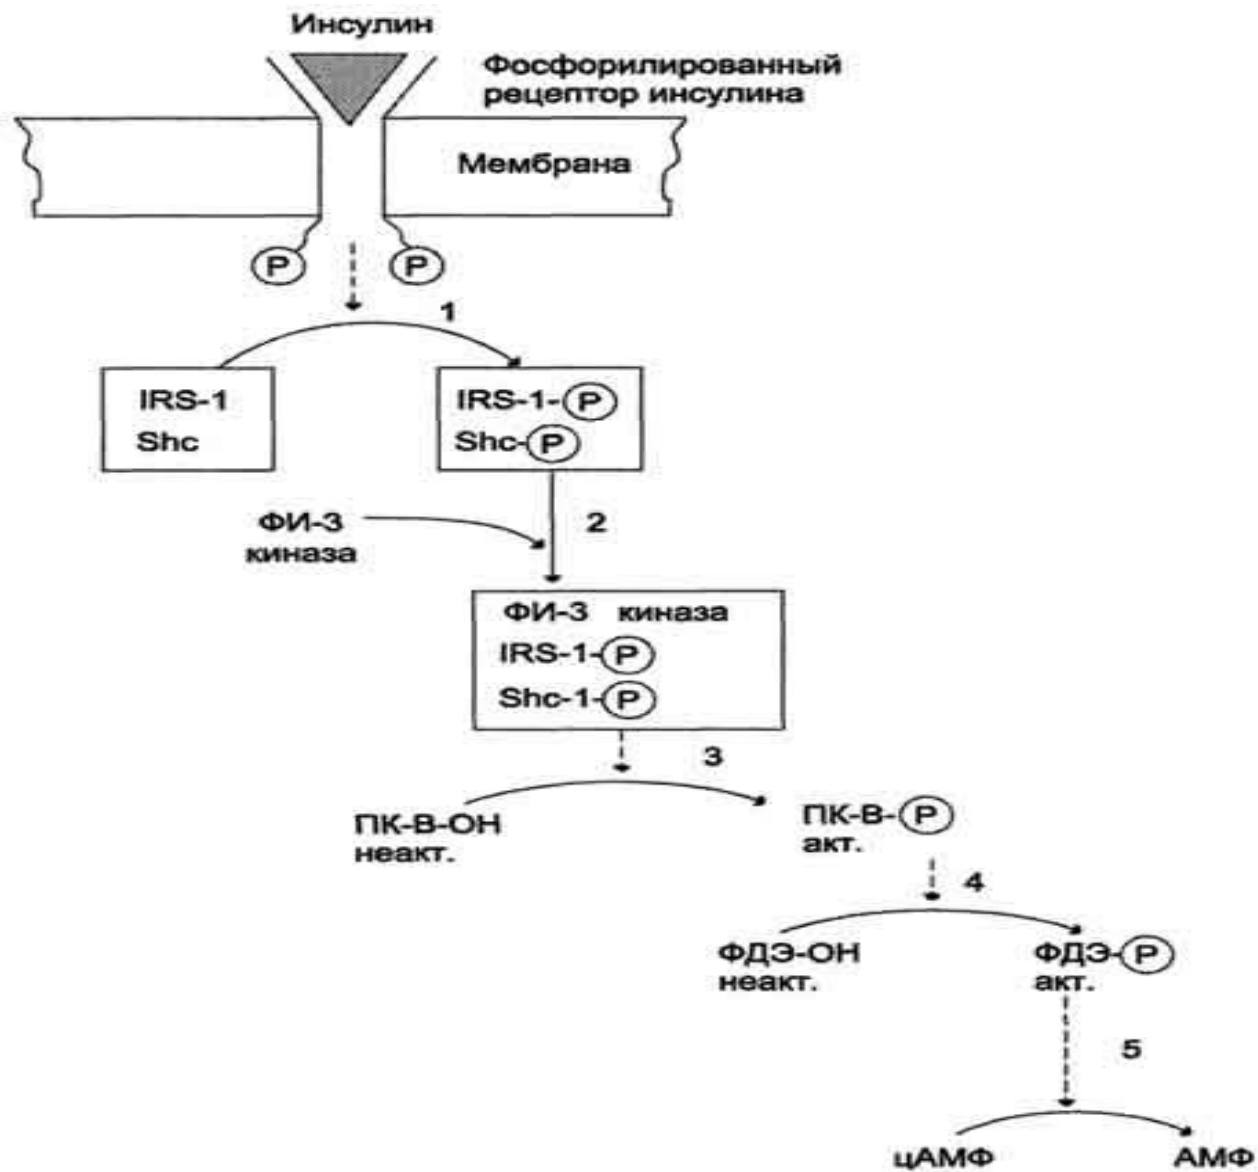 Инсулин
Фосфорилированный
рецептор инсулина
Мембрана
P P
1
IRS-1
Shc
IRS-1-P
Shc-P
2
ФИ-3
киназа
ФИ-3 киназа
IRS-1-P
Shc-1-P
3
ПК-В-ОН
неакт.
ПК-В-P
акт.
4
ФДЭ-ОН
неакт.
ФДЭ-P
акт.
5
цАМФ АМФ